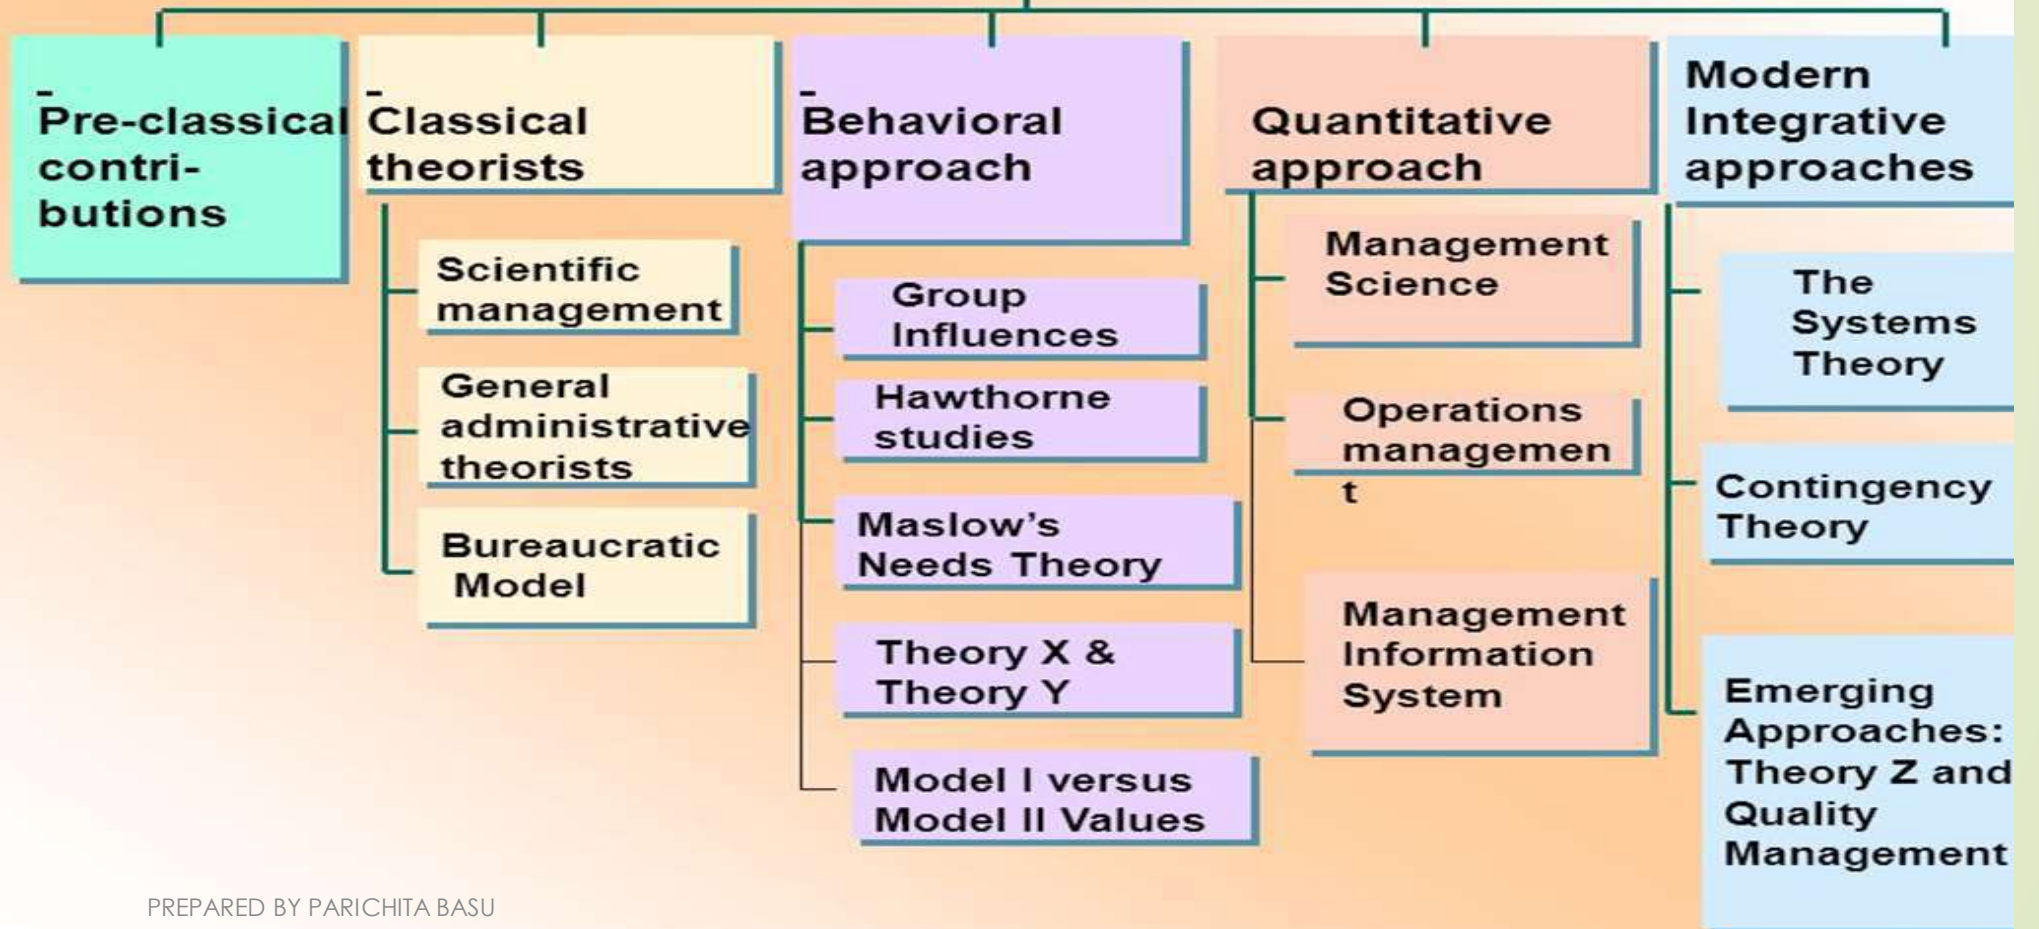 -
Pre-classical
contri-
butions
-
Classical
theorists
Scientific
management
General
administrative
theorists
Bureaucratic
Model
-
Behavioral
approach
Group
Influences
Hawthorne
studies
Maslow’s
Needs Theory
Theory X &
Theory Y
Model I versus
Model II Values
Quantitative
approach
Management
Science
Operations
managemen
t
Management
Information
System
Modern
Integrative
approaches
The
Systems
Theory
Contingency
Theory
Emerging
Approaches:
Theory Z and
Quality
Management
PREPARED BY PARICHITA BASU